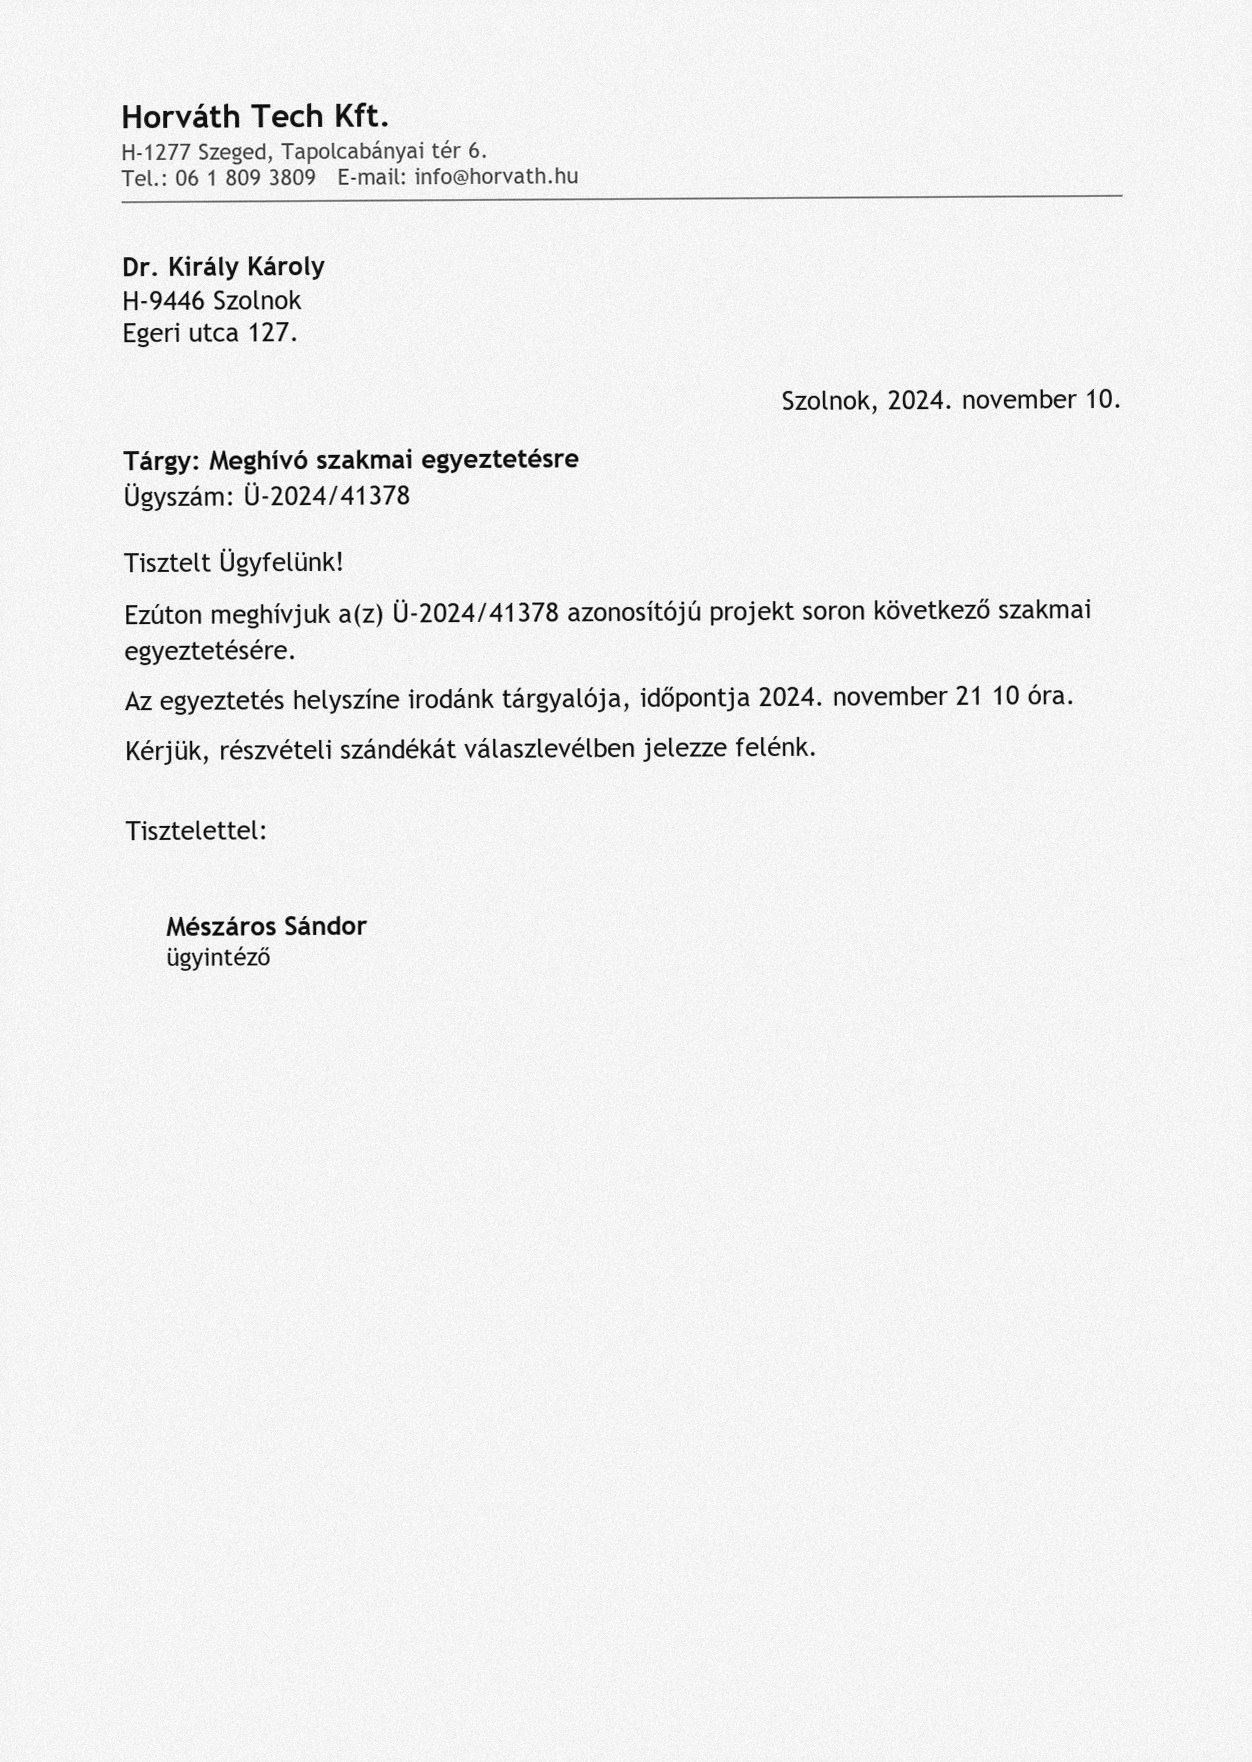 Horváth Tech Kft.
H-1277 Szeged, Tapolcabányai tér 6.
Tel.: 06 1 809 3809 E-mail: info@horvath.hu
Dr. Király Károly
H-9446 Szolnok
Egeri utca 127.
Szolnok, 2024. november 10.
Tárgy: Meghívó szakmai egyeztetésre
Ügyszám: Ü-2024/41378
Tisztelt Ügyfelünk!
Ezúton meghívjuk a(z) Ü-2024/41378 azonosítójú projekt soron következő szakmai
egyeztetésére.
Az egyeztetés helyszíne irodánk tárgyalója, időpontja 2024. november 21 10 óra.
Kérjük, részvételi szándékát válaszlevélben jelezze felénk.
Tisztelettel:
Mészáros Sándor
ügyintéző